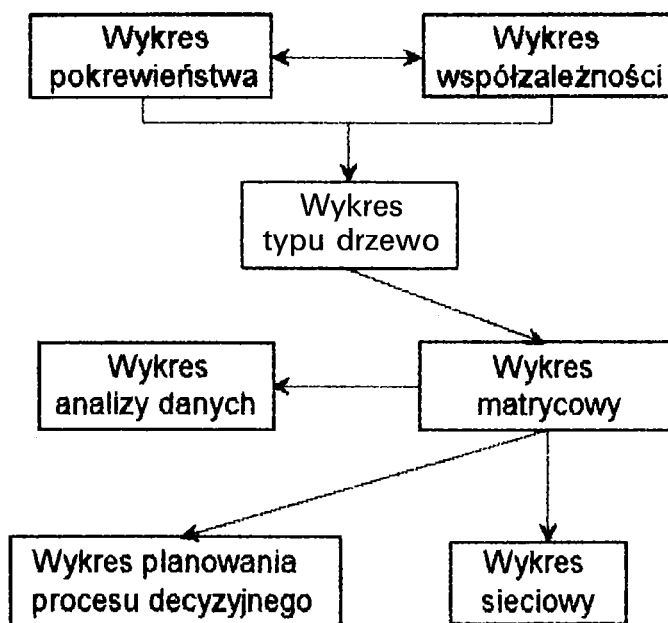 Wykres
pokrewieństwa
Wykres
współzależności
Wykres
typu drzewo
Wykres
analizy danych
Wykres
matrycowy
Wykres planowania
procesu decyzyjnego
Wykres
sieciowy